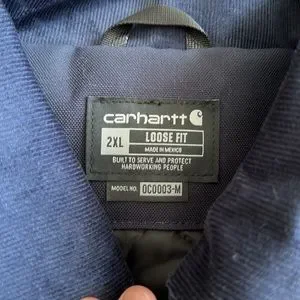 carhartt
2XL LOOSE FIT
MADE IN MEXICO
BUILT TO SERVE AND PROTECT
HARDWORKING PEOPLE
MODEL NO. OC0003-M